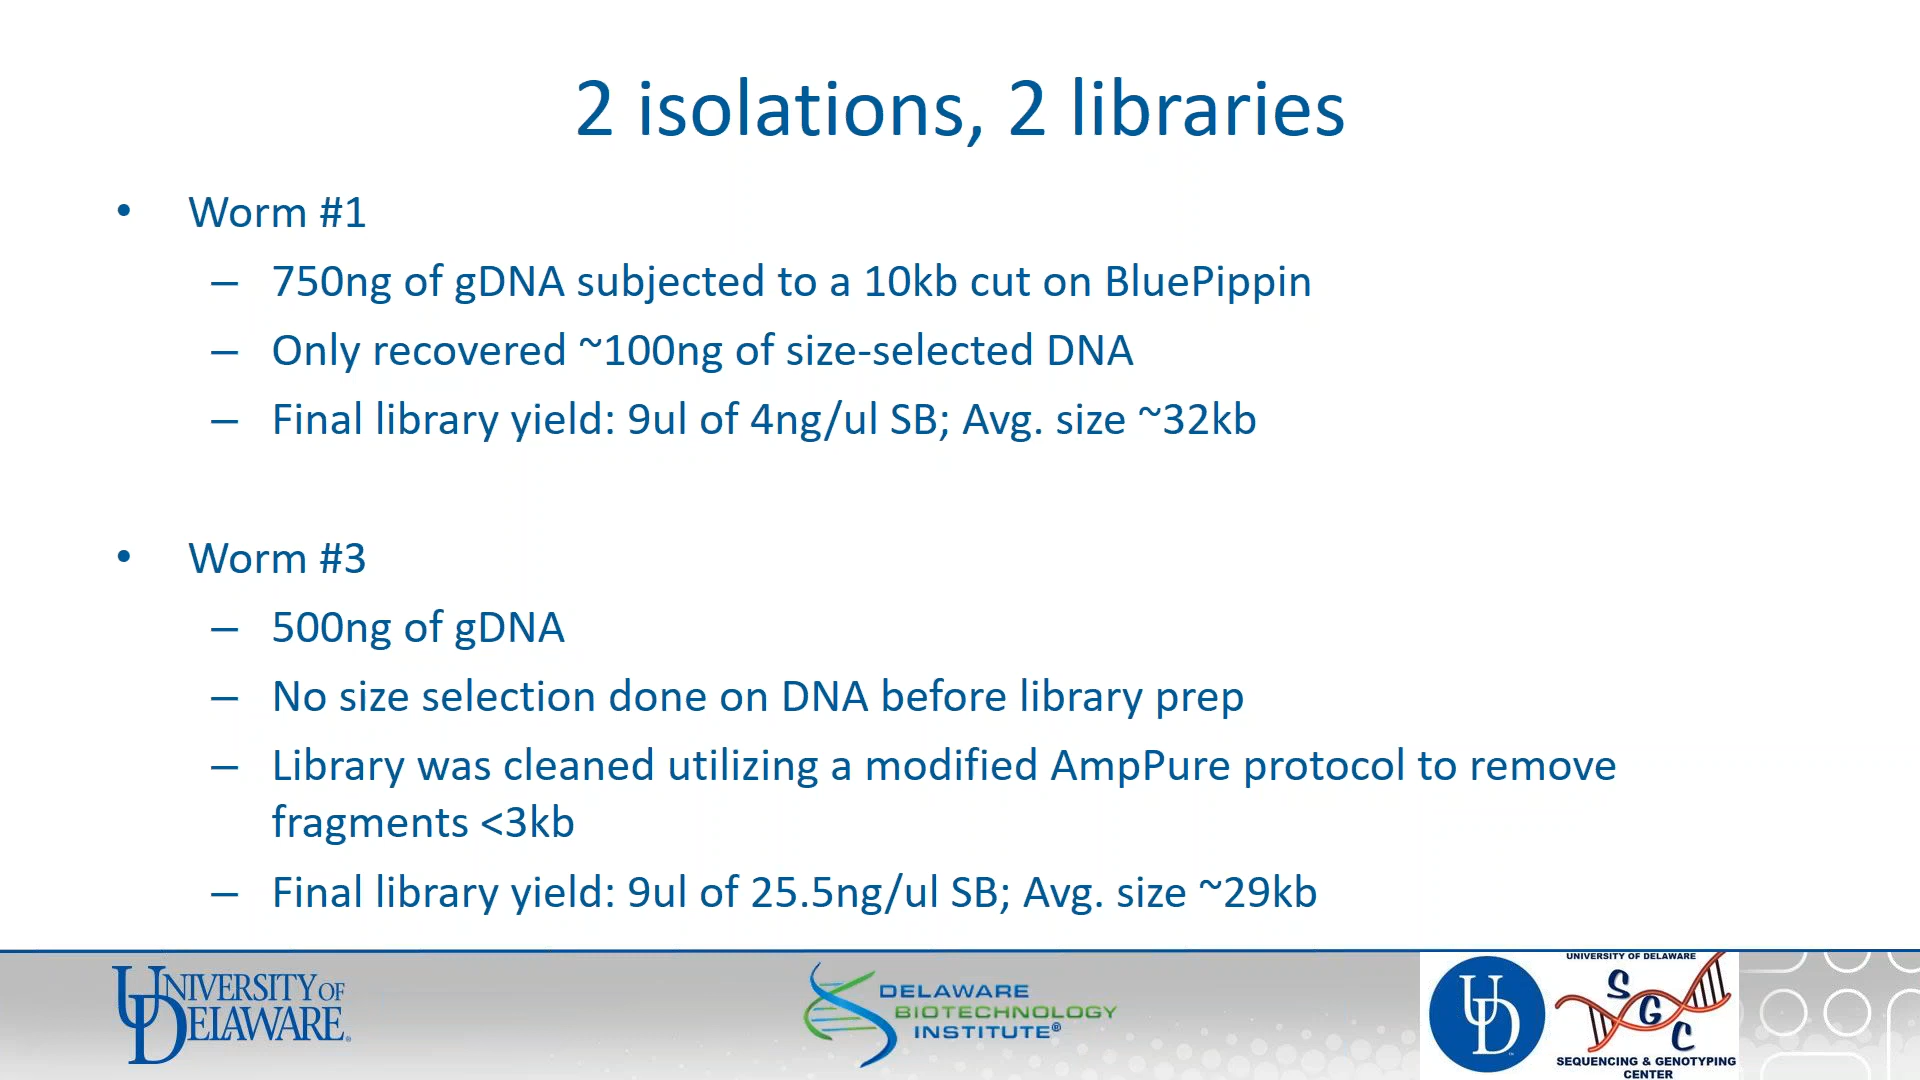 2 isolations, 2 libraries
• Worm #1
– 750ng of gDNA subjected to a 10kb cut on BluePippin
– Only recovered ~100ng of size-selected DNA
– Final library yield: 9ul of 4ng/ul SB; Avg. size ~32kb
• Worm #3
– 500ng of gDNA
– No size selection done on DNA before library prep
– Library was cleaned utilizing a modified AmpPure protocol to remove
fragments <3kb
– Final library yield: 9ul of 25.5ng/ul SB; Avg. size ~29kb
UNIVERSITY OF
DELAWARE
DELAWARE
BIOTECHNOLOGY
INSTITUTE®
UD
UNIVERSITY OF DELAWARE
SGC
SEQUENCING & GENOTYPING
CENTER